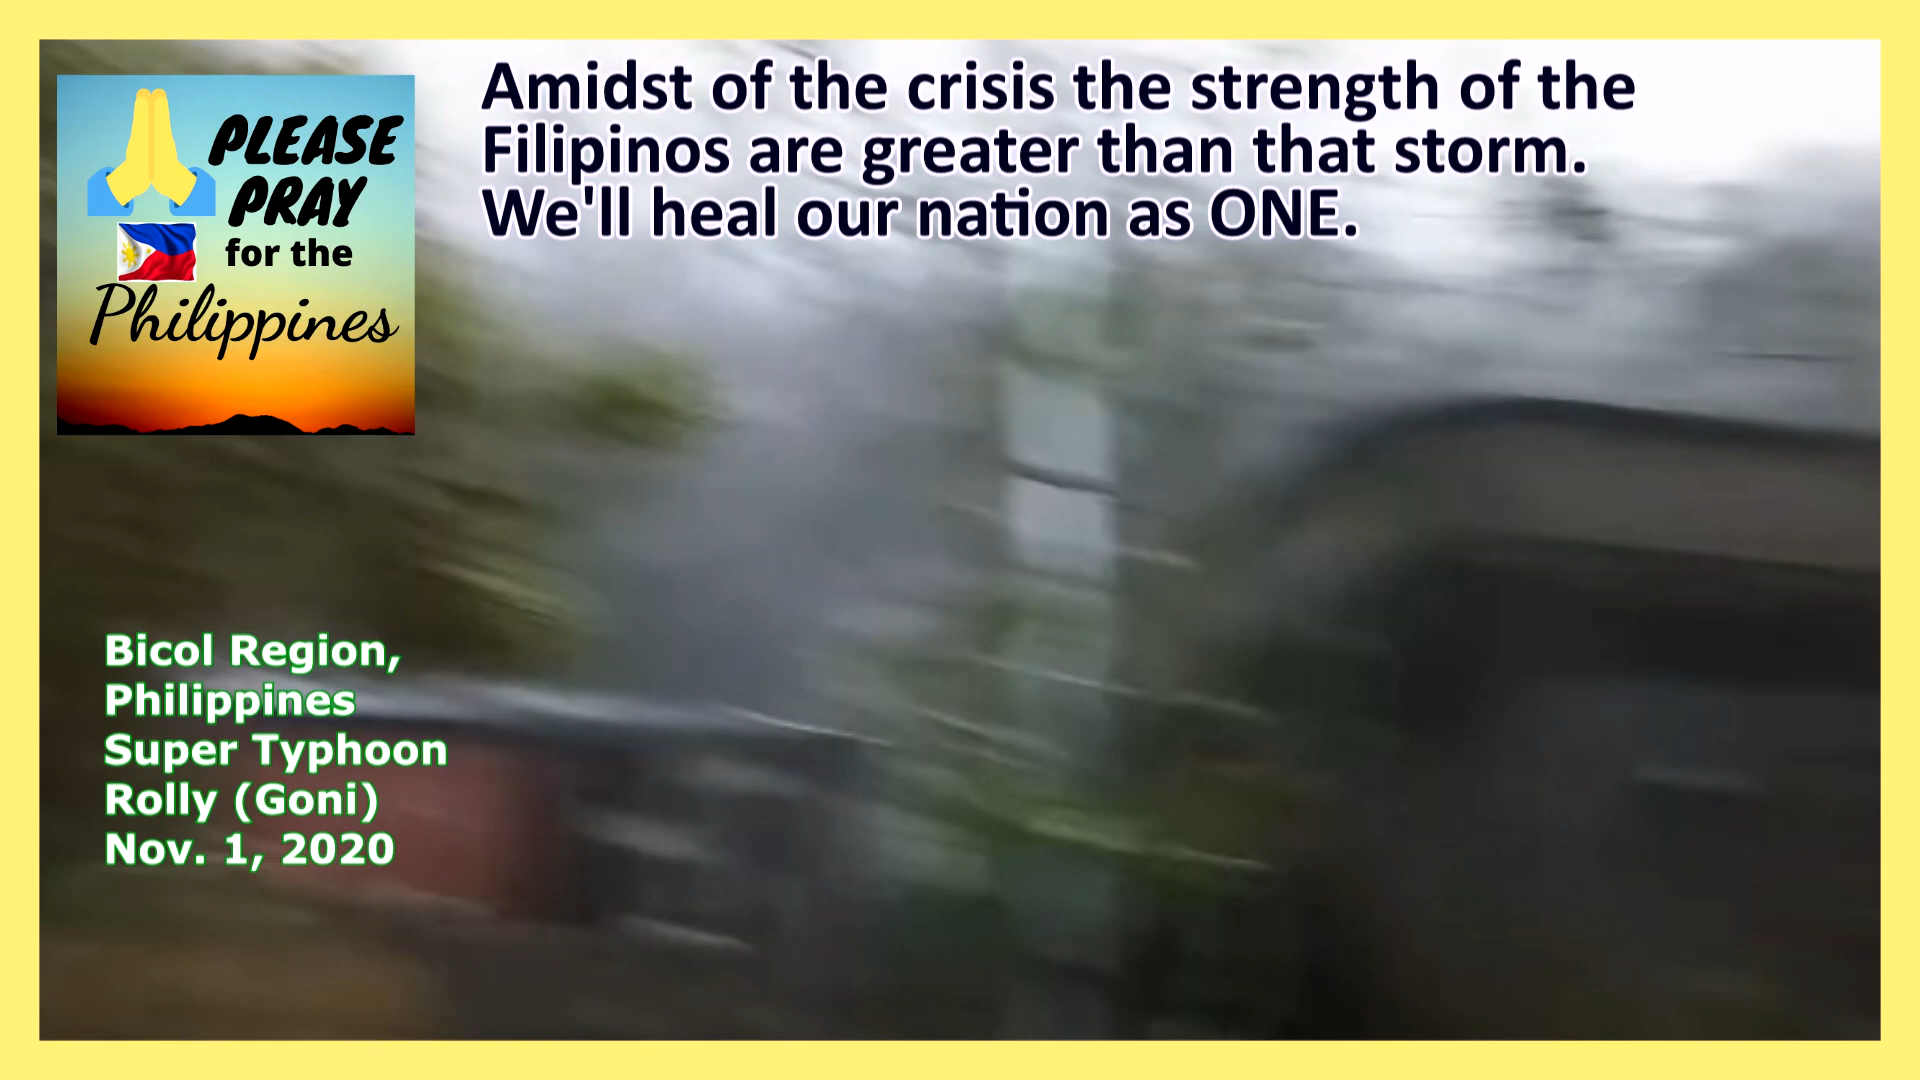 PLEASE
PRAY
for the
Philippines
Amidst of the crisis the strength of the
Filipinos are greater than that storm.
We'll heal our nation as ONE.
Bicol Region,
Philippines
Super Typhoon
Rolly (Goni)
Nov. 1, 2020